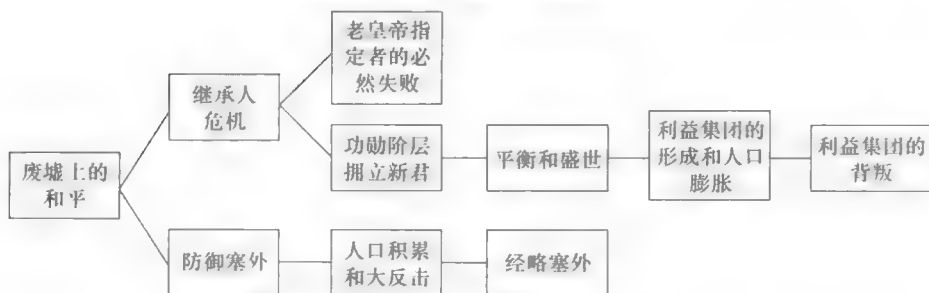 老皇帝指
定者的必
然失败
继承人
危机
功勋阶层
拥立新君
平衡和盛世
利益集团的
形成和人口
膨胀
利益集团的
背叛
废墟上的
和平
防御塞外
人口积累
和大反击
经略塞外